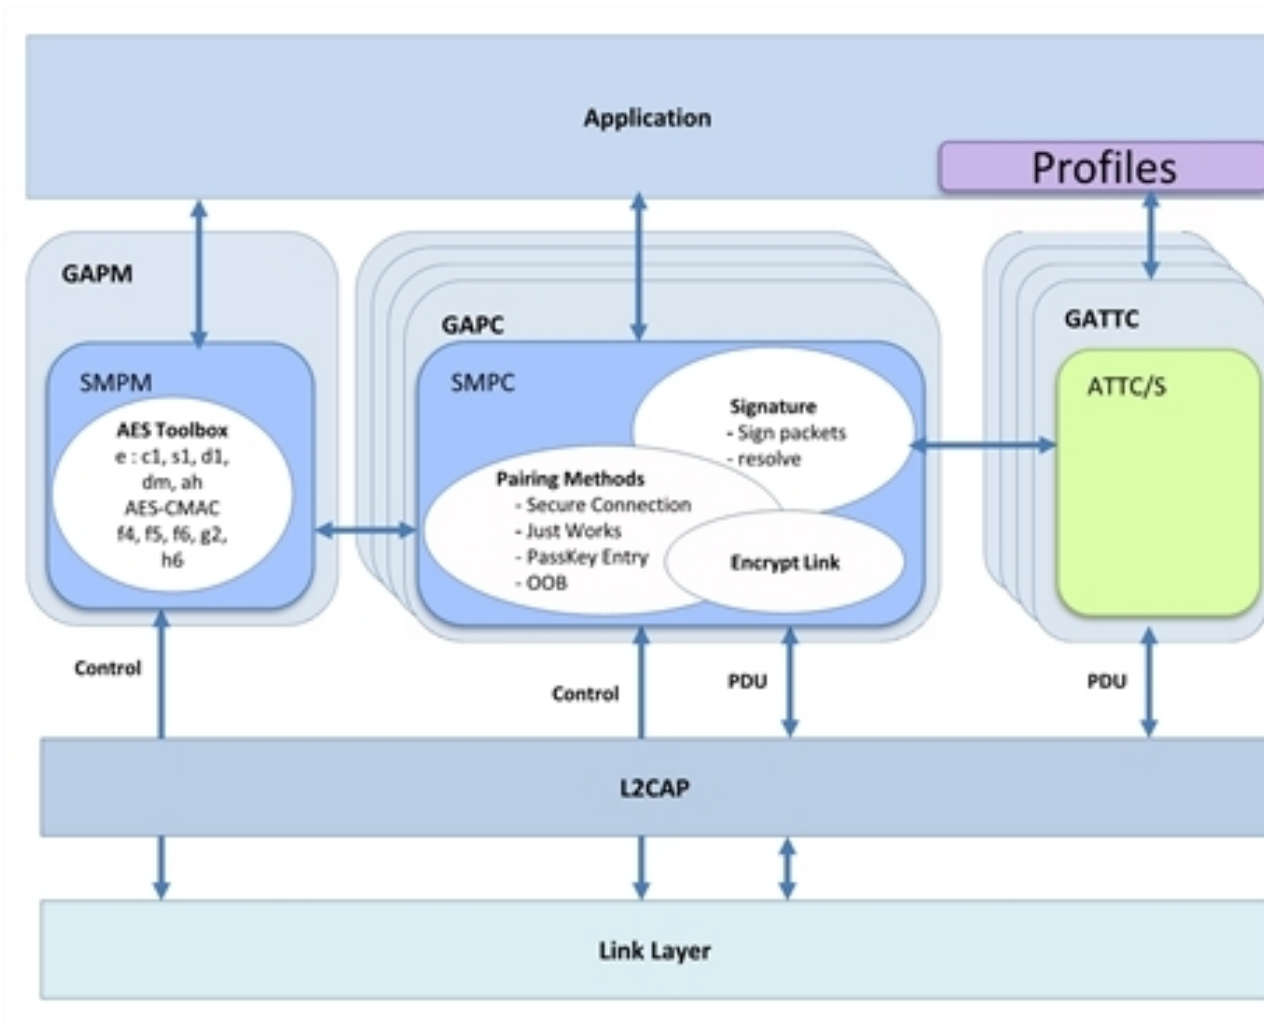 Application
Profiles
GAPM
SMPM
AES Toolbox
e : c1, s1, d1,
dm, ah
AES-CMAC
f4, f5, f6, g2,
h6
GAPC
SMPC
Signature
- Sign packets
- resolve
Pairing Methods
- Secure Connection
- Just Works
- PassKey Entry
- OOB
Encrypt Link
GATTC
ATTC/S
Control
Control
PDU
PDU
L2CAP
Link Layer